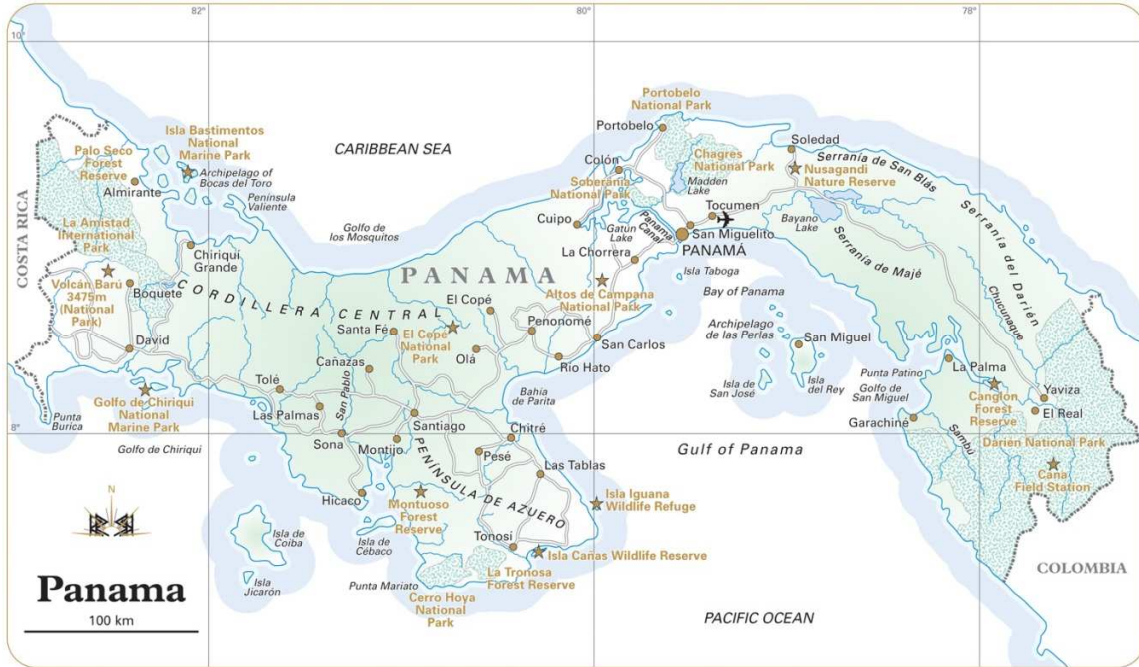 82°
80°
78°
10°
8°
COSTA RICA
Palo Seco
Forest
Reserve
Almirante
Isla Bastimentos
National
Marine Park
Archipelago of
Bocas del Toro
Península
Valiente
CARIBBEAN SEA
Golfo de
los Mosquitos
La Amistad
International
Park
Chiriquí
Grande
Volcán Barú
3475m
(National
Park)
Boquete
David
CORDILLERA CENTRAL
PANAMA
Portobelo
National Park
Portobelo
Colón
Soberanía
National Park
Chagres
National Park
Madden
Lake
Soledad
Nusagandi
Nature Reserve
Serranía de San Blás
Serranía del Darién
Cuipo
Gatún
Lake
Panama
Canal
Tocumen
San Miguelito
PANAMÁ
Bayano
Lake
Serranía de Majé
Chucunaque
La Chorrera
Isla Taboga
Altos de Campana
National Park
Bay of Panama
El Copé
El Copé
National
Park
Santa Fé
Penonomé
Olá
San Carlos
Río Hato
Archipelago
de las Perlas
San Miguel
Isla de
San José
Isla
del Rey
Punta Patino
Golfo de
San Miguel
La Palma
Yaviza
Canglón
Forest
Reserve
El Real
Garachiné
Sambú
Darién National Park
Cana
Field Station
Cañazas
Tolé
Las Palmas
San Pablo
Golfo de Chiriqui
National
Marine Park
Punta
Burica
Golfo de Chiriquí
Bahía
de Parita
Santiago
Chitré
Sona
Montijo
Pesé
Las Tablas
PENÍNSULA DE AZUERO
Gulf of Panama
Hicaco
Montuoso
Forest
Reserve
Isla Iguana
Wildlife Refuge
Isla de
Coiba
Isla de
Cébaco
Tonosí
Isla Cañas Wildlife Reserve
La Tronosa
Forest Reserve
Isla
Jicarón
Punta Mariato
Cerro Hoya
National
Park
COLOMBIA
PACIFIC OCEAN
N
Panama
100 km